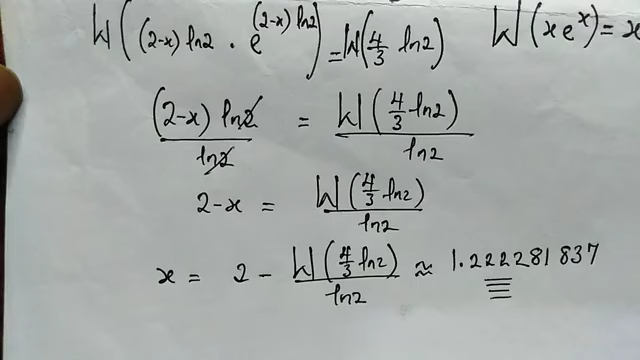 W((2-x) ln2 · e^((2-x) ln2)) = W(4/3 ln2) W(xe^x) = x
(2-x) ln2 / ln2 = W(4/3 ln2) / ln2
2-x = W(4/3 ln2) / ln2
x = 2 - W(4/3 ln2) / ln2 ≈ 1.222281837